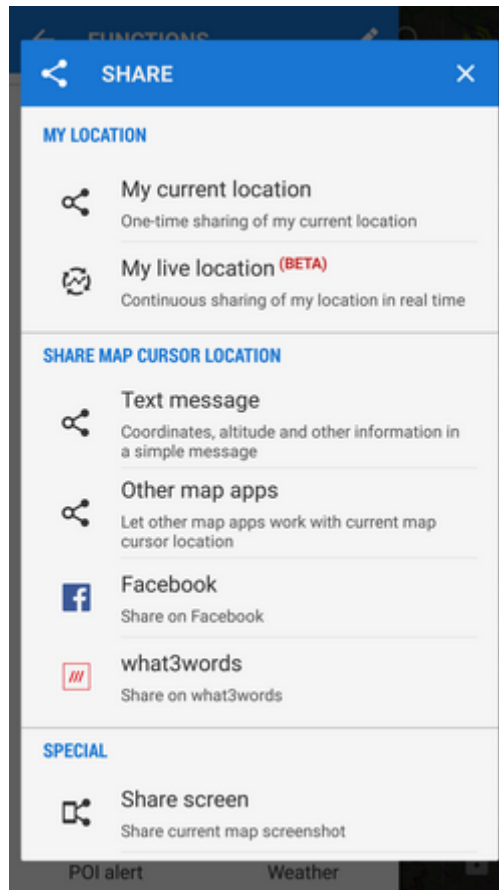 FUNCTIONS
SHARE
MY LOCATION
My current location
One-time sharing of my current location
My live location (BETA)
Continuous sharing of my location in real time
SHARE MAP CURSOR LOCATION
Text message
Coordinates, altitude and other information in
a simple message
Other map apps
Let other map apps work with current map
cursor location
Facebook
Share on Facebook
what3words
Share on what3words
SPECIAL
Share screen
Share current map screenshot
POI alert
Weather